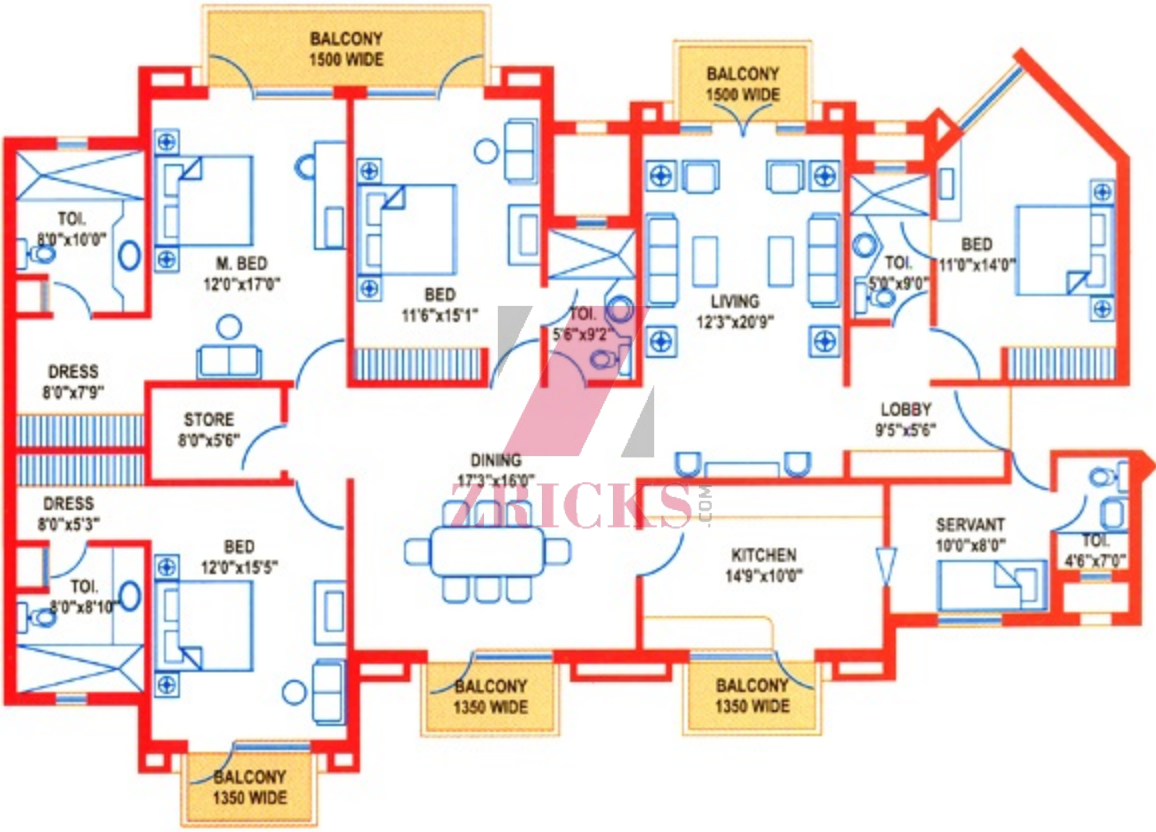 BALCONY
1500 WIDE
BALCONY
1500 WIDE
TOI.
8'0"x10'0"
M. BED
12'0"x17'0"
BED
11'6"x15'1"
TOI.
5'6"x9'2"
LIVING
12'3"x20'9"
TOI.
5'0"x9'0"
BED
11'0"x14'0"
DRESS
8'0"x7'9"
STORE
8'0"x5'6"
LOBBY
9'5"x5'6"
DINING
17'3"x16'0"
ZRICKS.COM
DRESS
8'0"x5'3"
BED
12'0"x15'5"
TOI.
8'0"x8'10"
KITCHEN
14'9"x10'0"
SERVANT
10'0"x8'0"
TOI.
4'6"x7'0"
BALCONY
1350 WIDE
BALCONY
1350 WIDE
BALCONY
1350 WIDE